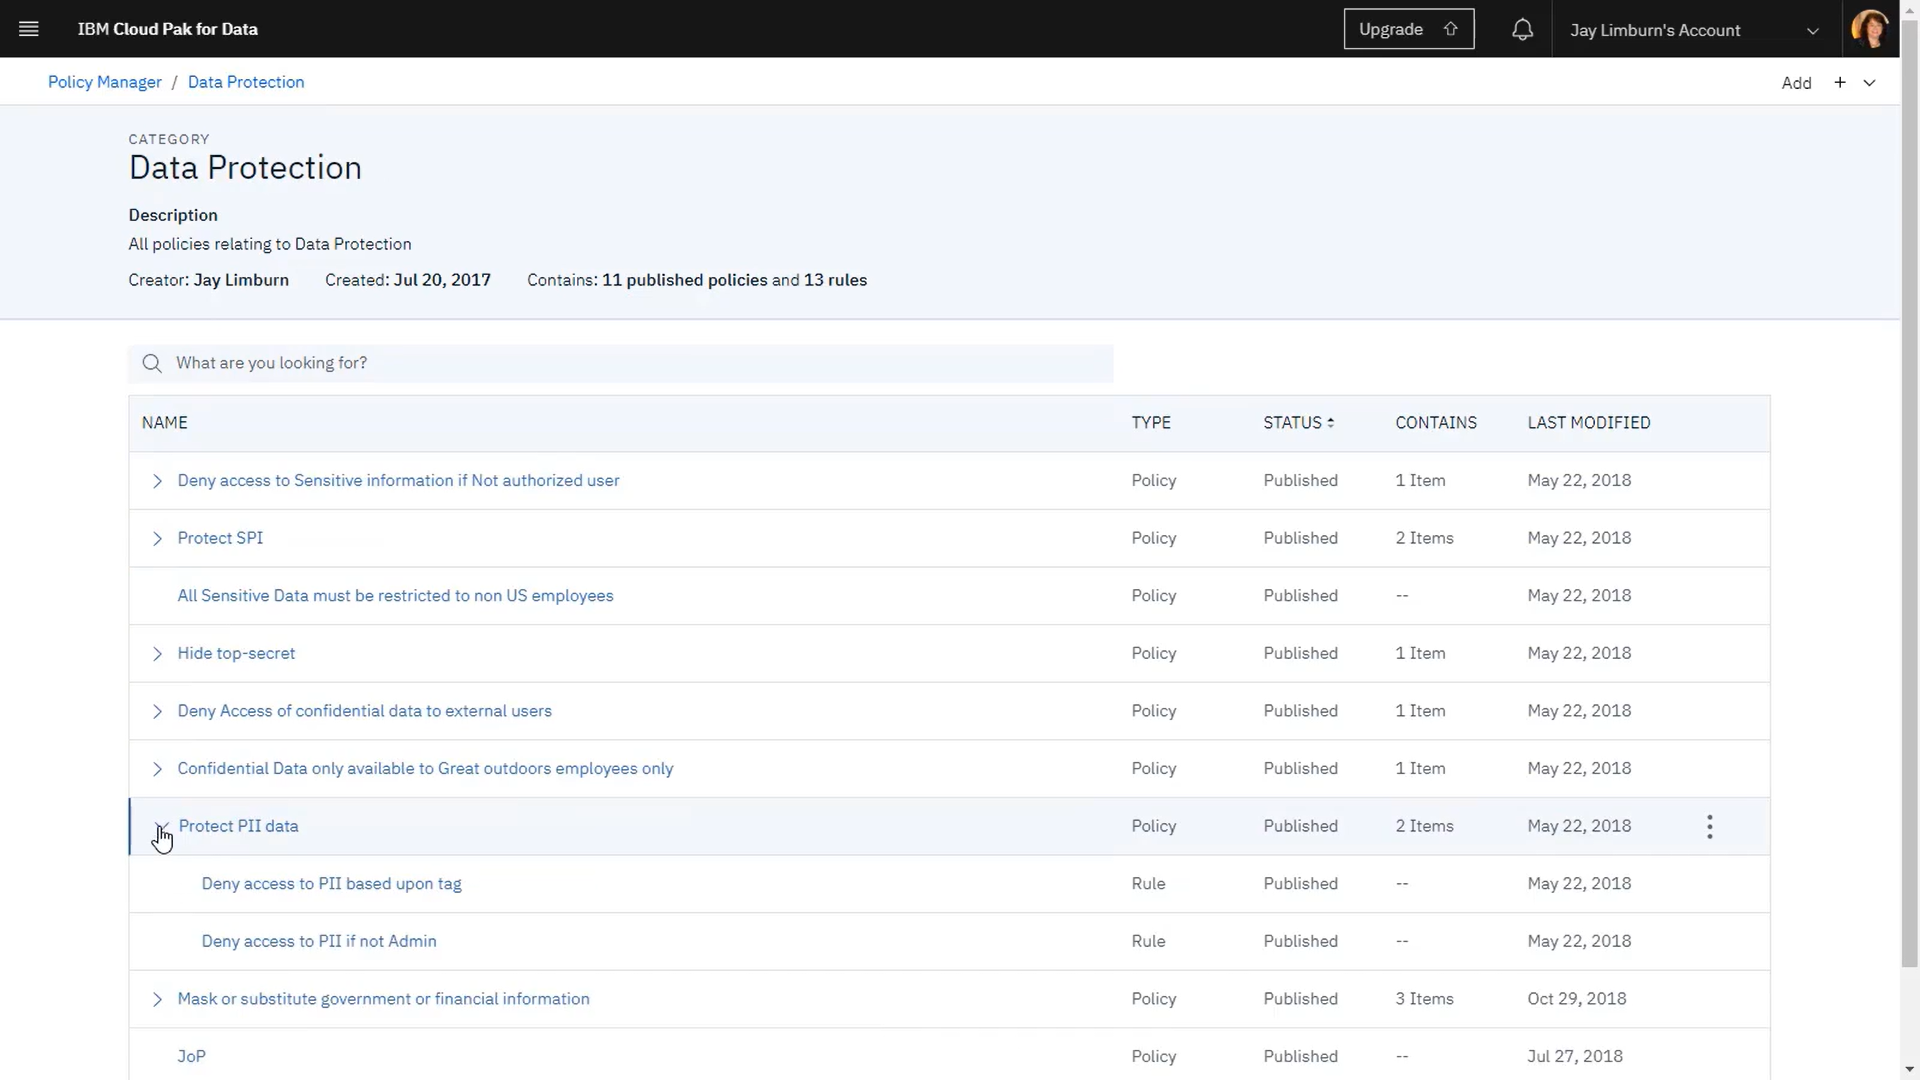 IBM Cloud Pak for Data
Upgrade
Jay Limburn's Account
Policy Manager / Data Protection
Add
CATEGORY
Data Protection
Description
All policies relating to Data Protection
Creator: Jay Limburn Created: Jul 20, 2017 Contains: 11 published policies and 13 rules
What are you looking for?
NAME TYPE STATUS CONTAINS LAST MODIFIED
Deny access to Sensitive information if Not authorized user Policy Published 1 Item May 22, 2018
Protect SPI Policy Published 2 Items May 22, 2018
All Sensitive Data must be restricted to non US employees Policy Published -- May 22, 2018
Hide top-secret Policy Published 1 Item May 22, 2018
Deny Access of confidential data to external users Policy Published 1 Item May 22, 2018
Confidential Data only available to Great outdoors employees only Policy Published 1 Item May 22, 2018
Protect PII data Policy Published 2 Items May 22, 2018
Deny access to PII based upon tag Rule Published -- May 22, 2018
Deny access to PII if not Admin Rule Published -- May 22, 2018
Mask or substitute government or financial information Policy Published 3 Items Oct 29, 2018
JoP Policy Published -- Jul 27, 2018